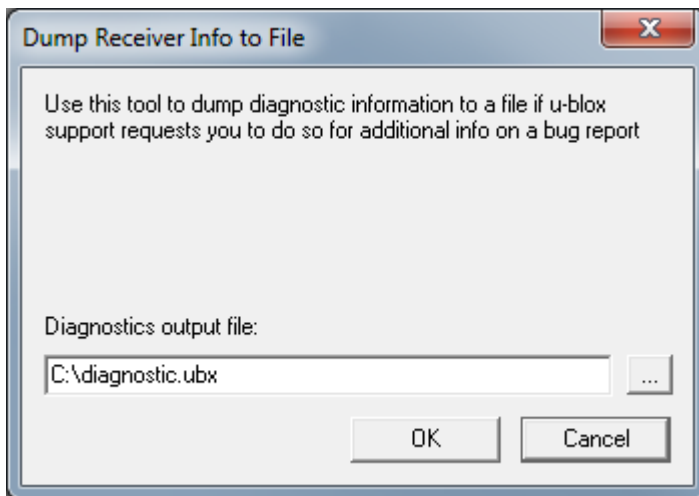 Dump Receiver Info to File
Use this tool to dump diagnostic information to a file if u-blox
support requests you to do so for additional info on a bug report
Diagnostics output file:
C:\diagnostic.ubx
...
OK
Cancel